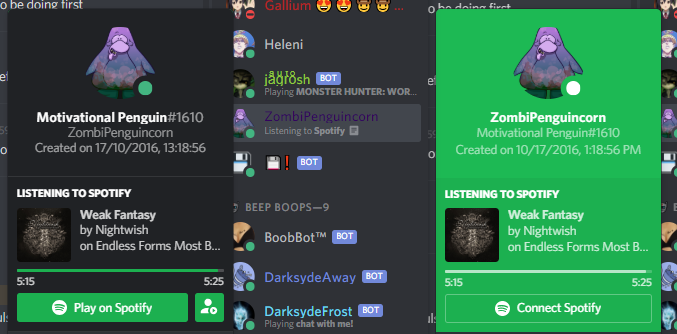 o be doing first
Motivational Penguin#1610
ZombiPenguincorn
Created on 17/10/2016, 13:18:56
LISTENING TO SPOTIFY
Weak Fantasy
by Nightwish
on Endless Forms Most B...
5:15 5:25
Play on Spotify
Gallium 😍 😍 🤠 🤠 ...
Heleni
jagrosh BOT
Playing MONSTER HUNTER: WOR...
ZombiPenguincorn
Listening to Spotify
💾❗ BOT
BEEP BOOPS—9
BoobBot™ BOT
DarksydeAway BOT
DarksydeFrost BOT
Playing chat with me!
o be doing first
ZombiPenguincorn
Motivational Penguin#1610
Created on 10/17/2016, 1:18:56 PM
LISTENING TO SPOTIFY
Weak Fantasy
by Nightwish
on Endless Forms Most B...
5:15 5:25
Connect Spotify